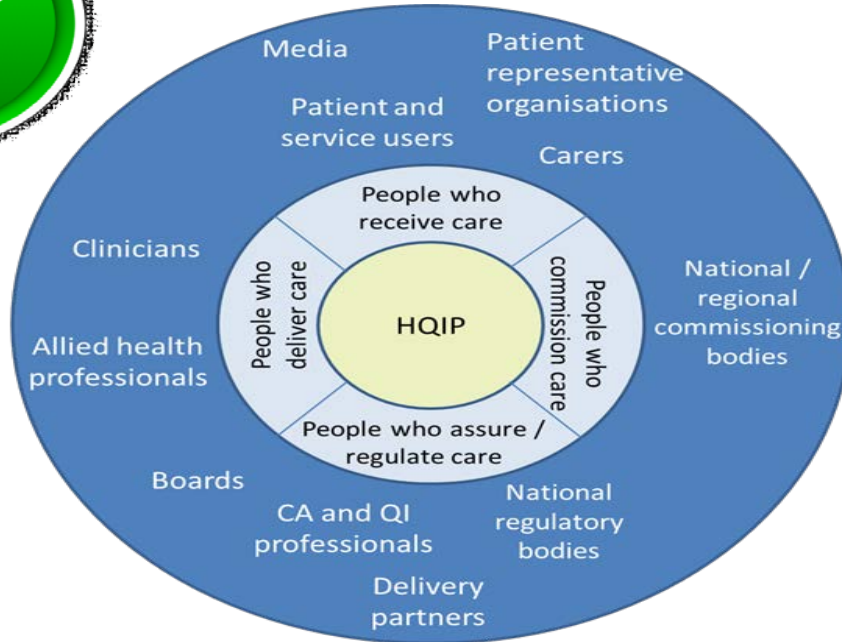 Media
Patient
representative
organisations
Patient and
service users
Carers
People who
receive care
Clinicians
People who
deliver care
HQIP
People who
commission care
National /
regional
commissioning
bodies
Allied health
professionals
People who assure /
regulate care
Boards
CA and QI
professionals
National
regulatory
bodies
Delivery
partners